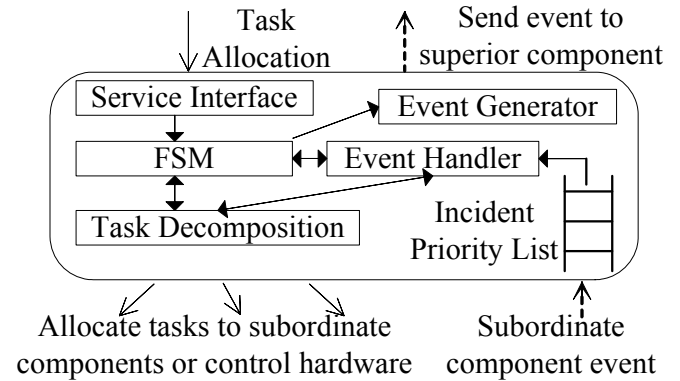 Task
Allocation
Send event to
superior component
Service Interface
Event Generator
FSM
Event Handler
Task Decomposition
Incident
Priority List
Allocate tasks to subordinate
components or control hardware
Subordinate
component event